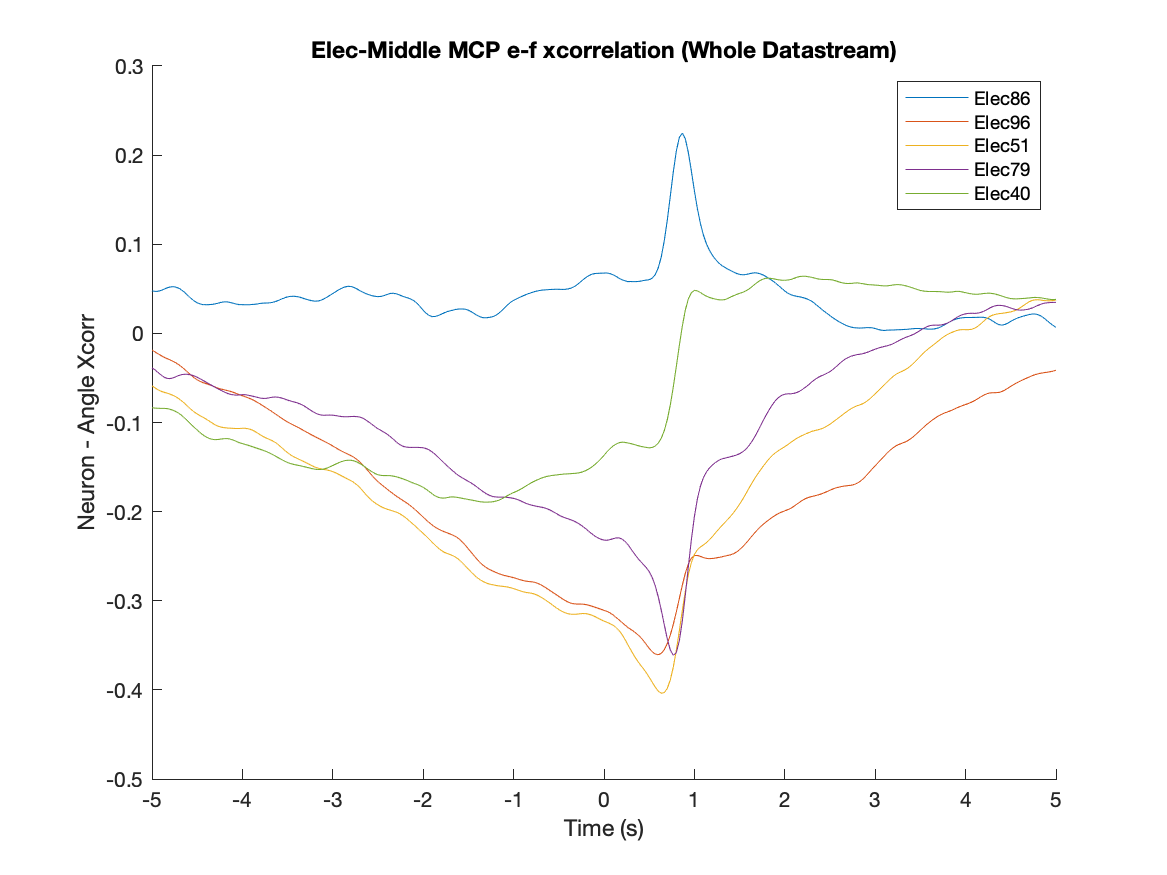 Elec-Middle MCP e-f xcorrelation (Whole Datastream)
0.3
0.2
0.1
0
-0.1
-0.2
-0.3
-0.4
-0.5
Neuron - Angle Xcorr
Elec86
Elec96
Elec51
Elec79
Elec40
-5 -4 -3 -2 -1 0 1 2 3 4 5
Time (s)